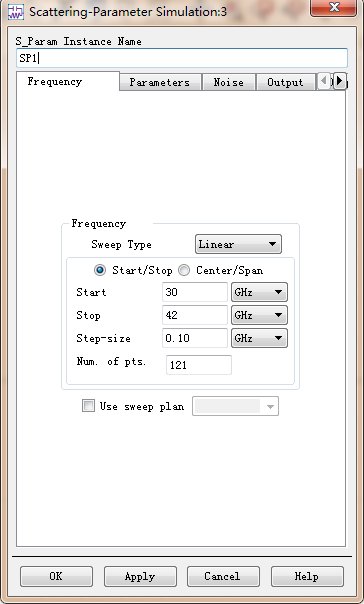 Scattering-Parameter Simulation:3
S_Param Instance Name
SP1
Frequency Parameters Noise Output
Frequency
Sweep Type Linear
Start/Stop Center/Span
Start 30 GHz
Stop 42 GHz
Step-size 0.10 GHz
Num. of pts. 121
Use sweep plan
OK Apply Cancel Help